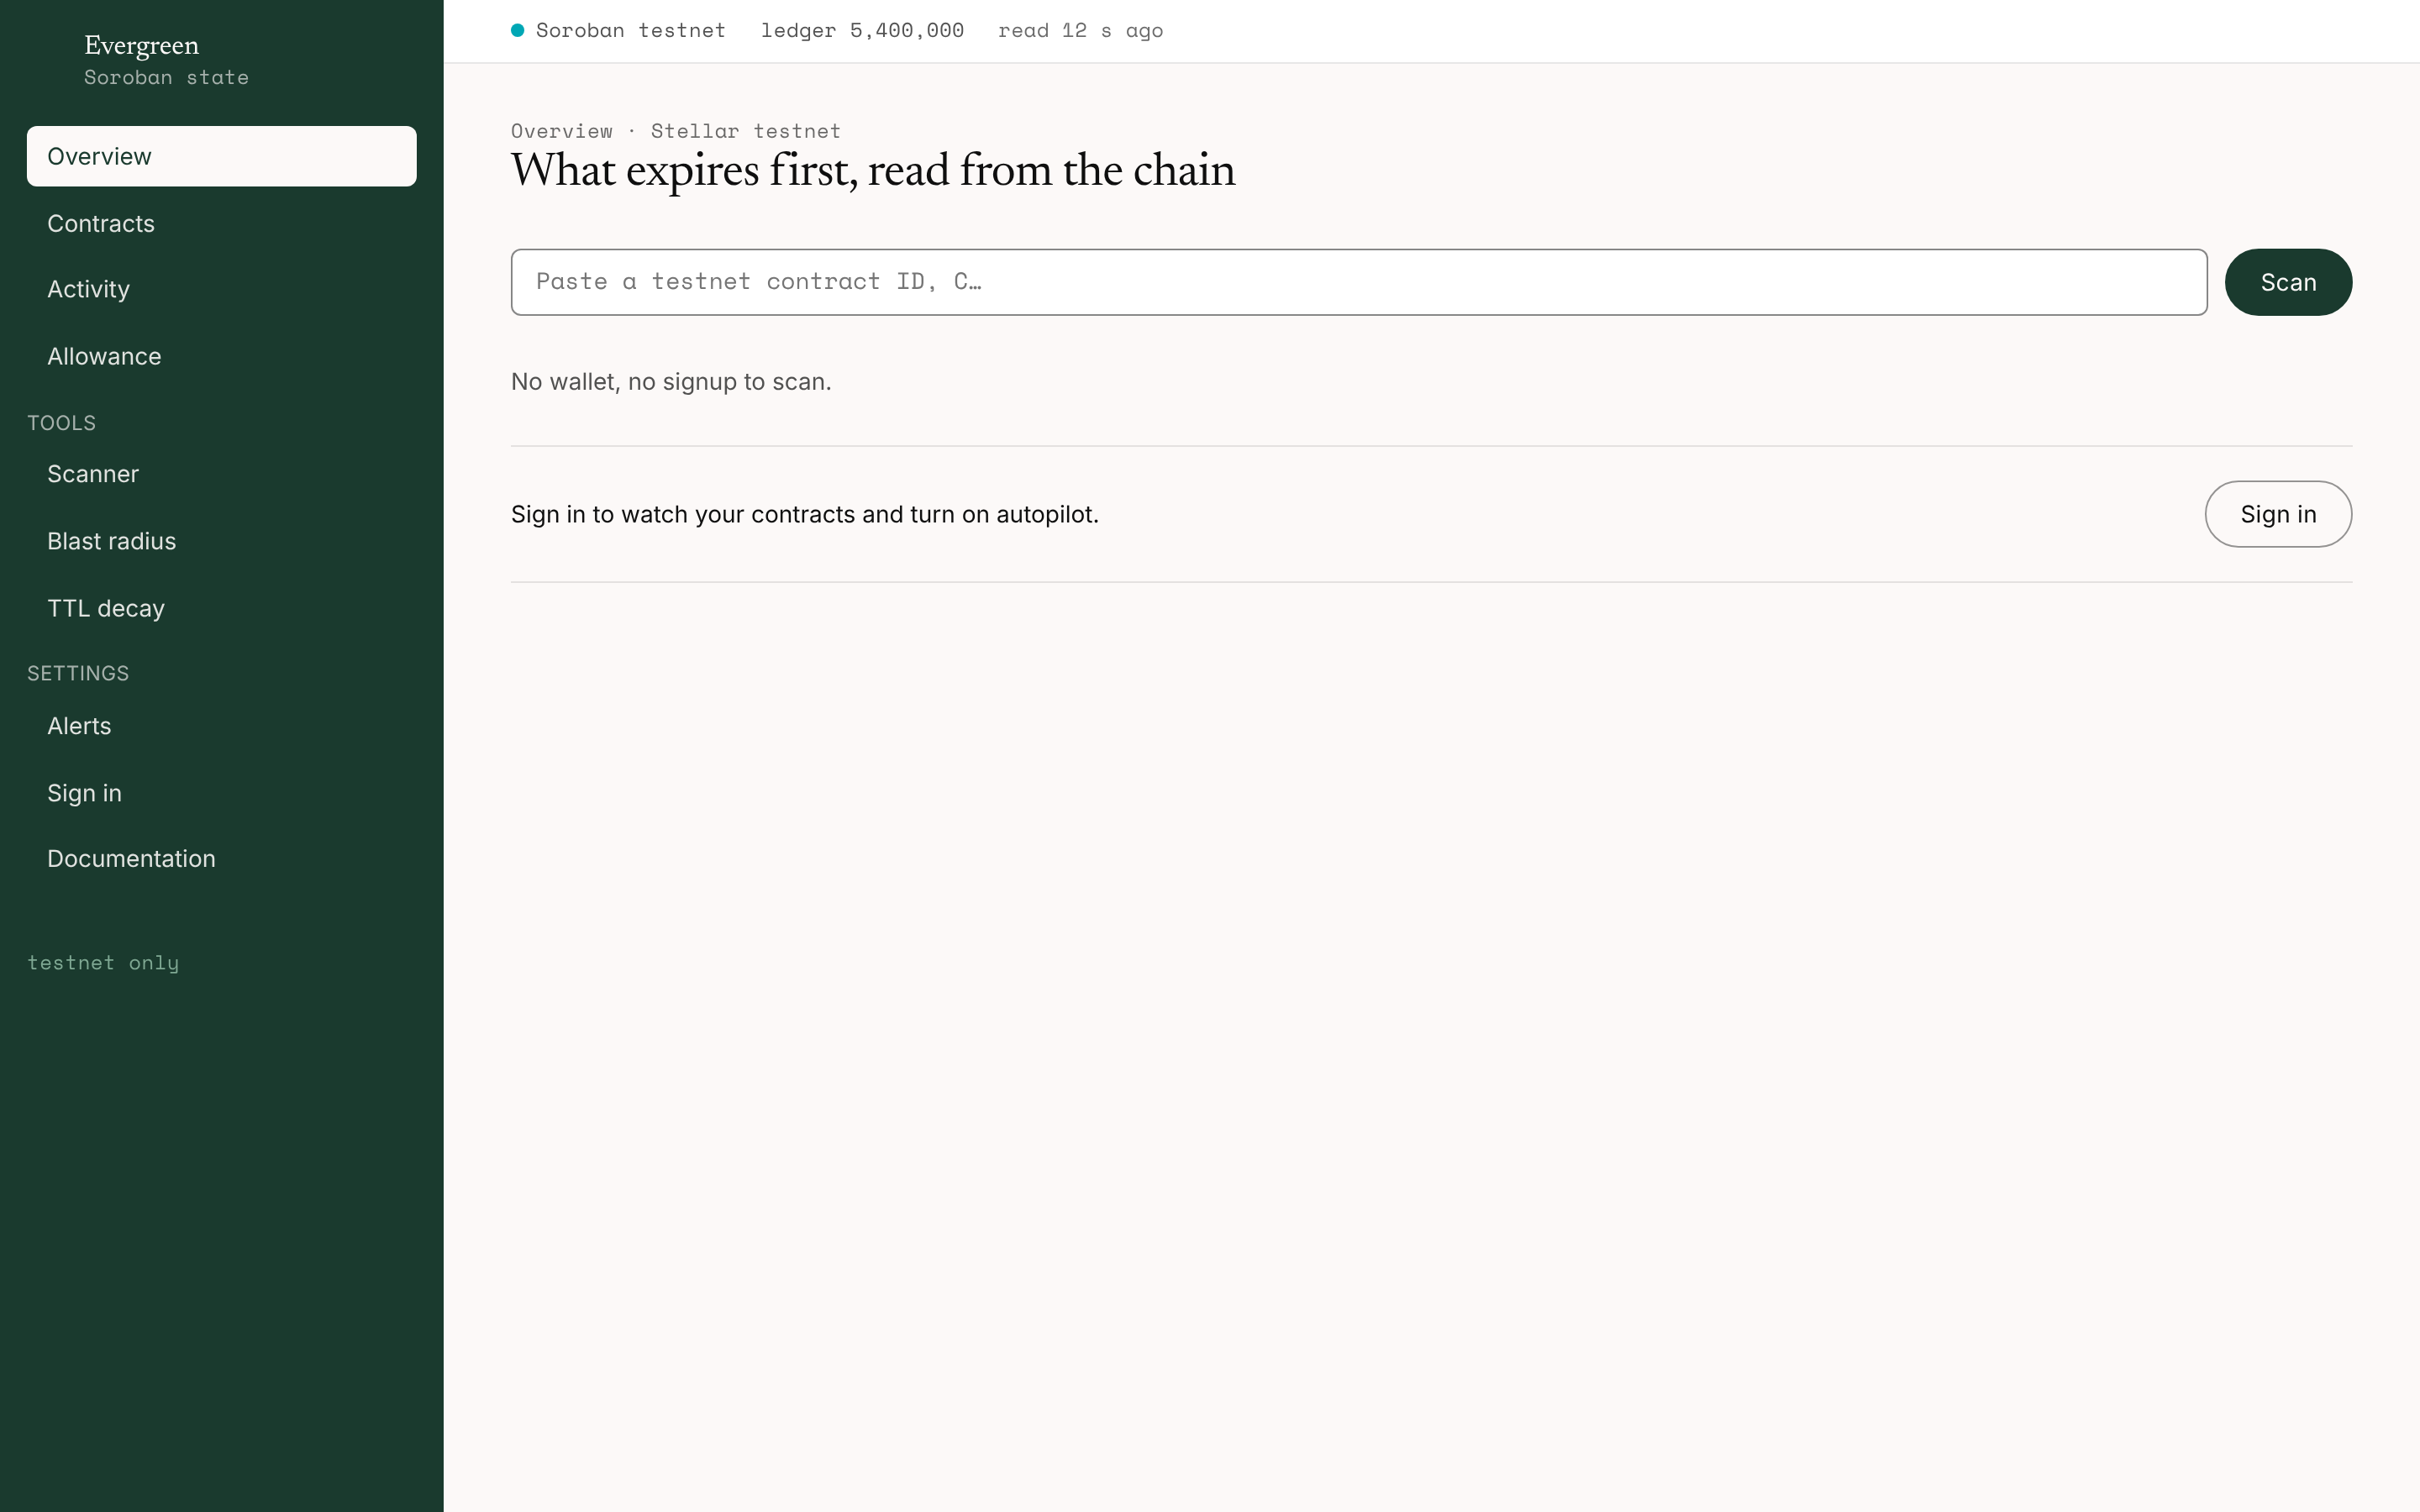 Evergreen
Soroban state
Overview
Contracts
Activity
Allowance
TOOLS
Scanner
Blast radius
TTL decay
SETTINGS
Alerts
Sign in
Documentation
testnet only
Soroban testnet ledger 5,400,000 read 12 s ago
Overview · Stellar testnet
What expires first, read from the chain
Paste a testnet contract ID, C…
Scan
No wallet, no signup to scan.
Sign in to watch your contracts and turn on autopilot.
Sign in